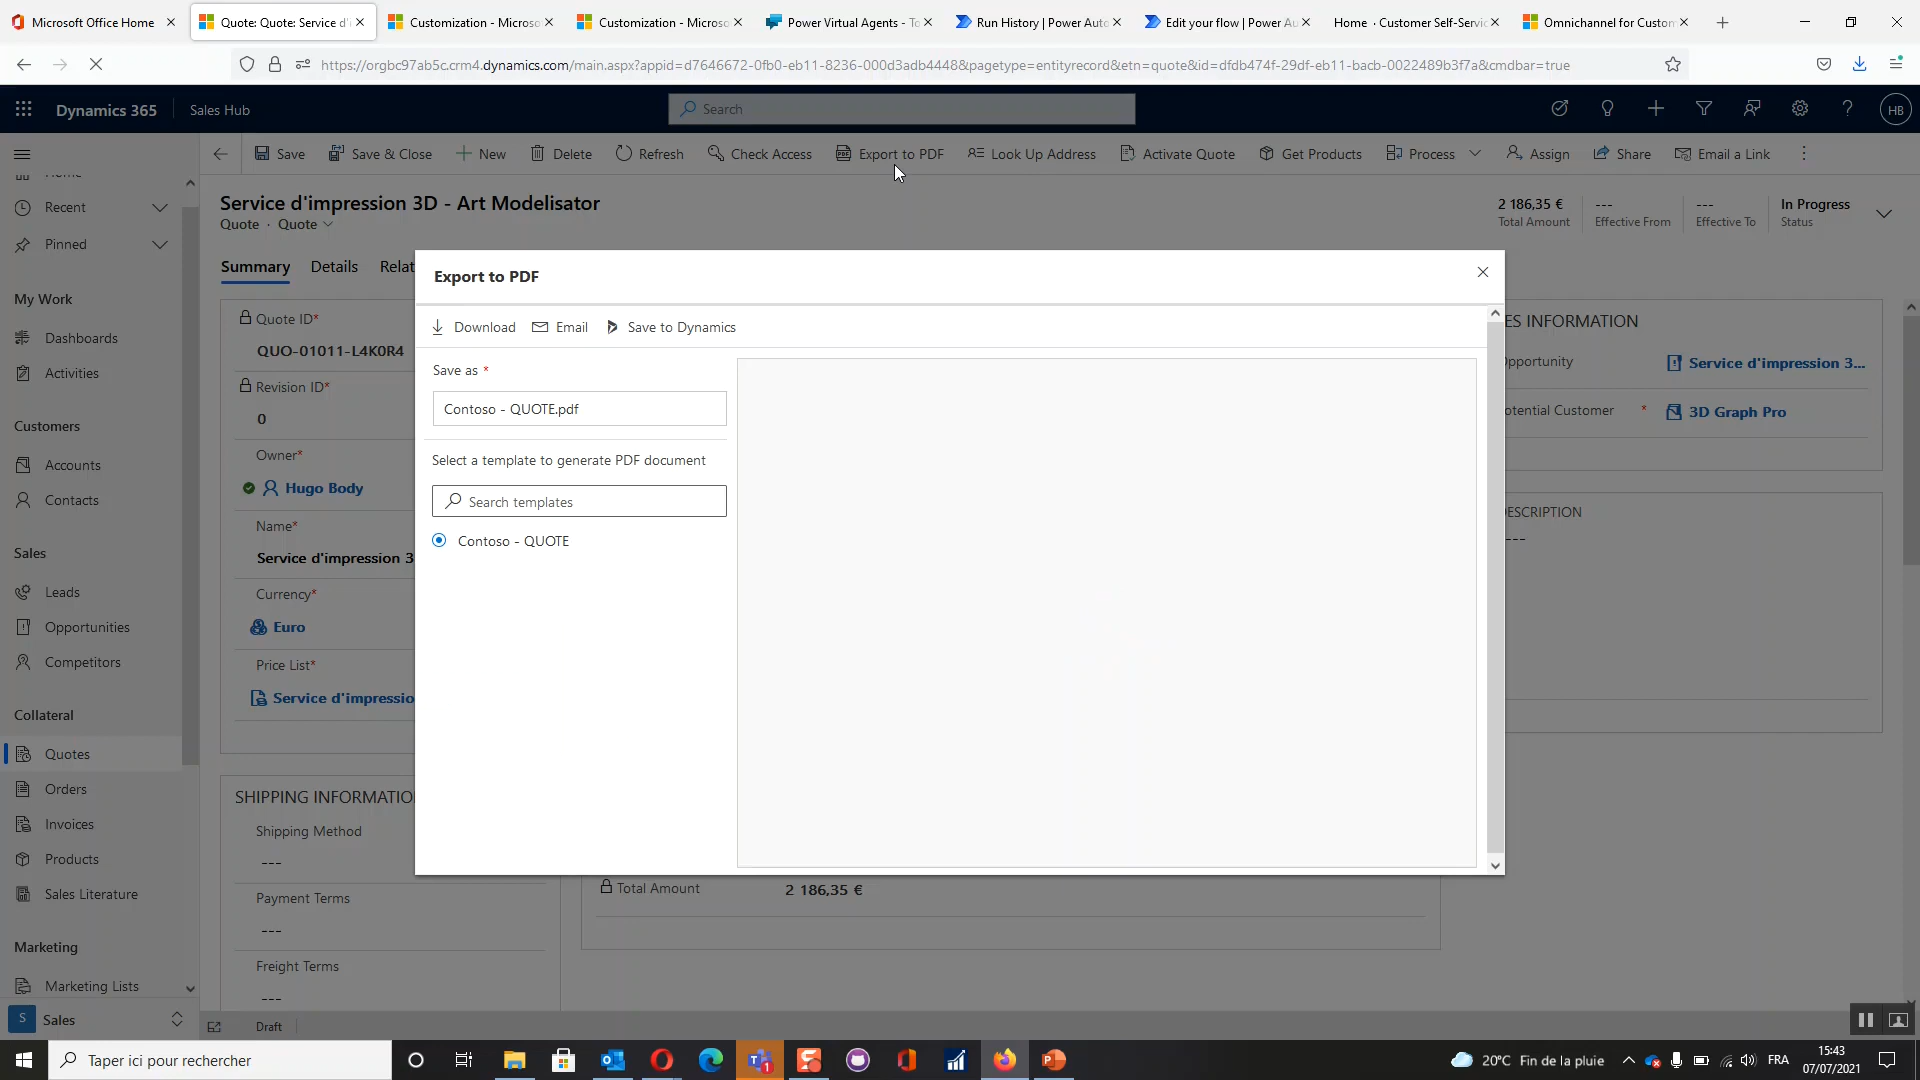 Microsoft Office Home
Quote: Quote: Service d'i
Customization - Microso
Customization - Microso
Power Virtual Agents - To
Run History | Power Auto
Edit your flow | Power Au
Home · Customer Self-Servic
Omnichannel for Custom
https://orgbc97ab5c.crm4.dynamics.com/main.aspx?appid=d7646672-0fb0-eb11-8236-000d3adb4448&pagetype=entityrecord&etn=quote&id=dfdb474f-29df-eb11-bacb-0022489b3f7a&cmdbar=true
Dynamics 365
Sales Hub
Search
HB
Save
Save & Close
New
Delete
Refresh
Check Access
Export to PDF
Look Up Address
Activate Quote
Get Products
Process
Assign
Share
Email a Link
Home
Recent
Pinned
My Work
Dashboards
Activities
Customers
Accounts
Contacts
Sales
Leads
Opportunities
Competitors
Collateral
Quotes
Orders
Invoices
Products
Sales Literature
Marketing
Marketing Lists
S
Sales
Service d'impression 3D - Art Modelisator
Quote · Quote
2 186,35 €
Total Amount
---
Effective From
---
Effective To
In Progress
Status
Summary
Details
Relat
Quote ID*
QUO-01011-L4K0R4
Revision ID*
0
Owner*
Hugo Body
Name*
Service d'impression 3
Currency*
Euro
Price List*
Service d'impressio
SHIPPING INFORMATIO
Shipping Method
---
Payment Terms
---
Freight Terms
---
Export to PDF
Download
Email
Save to Dynamics
Save as *
Contoso - QUOTE.pdf
Select a template to generate PDF document
Search templates
Contoso - QUOTE
ES INFORMATION
pportunity
Service d'impression 3...
otential Customer *
3D Graph Pro
ESCRIPTION
---
Total Amount
2 186,35 €
Draft
Taper ici pour rechercher
1
20°C Fin de la pluie
FRA
15:43
07/07/2021